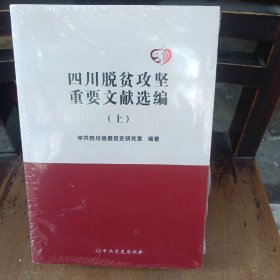 四川脱贫攻坚
重要文献选编
（上）
中共四川省委党史研究室 编著
中共党史出版社